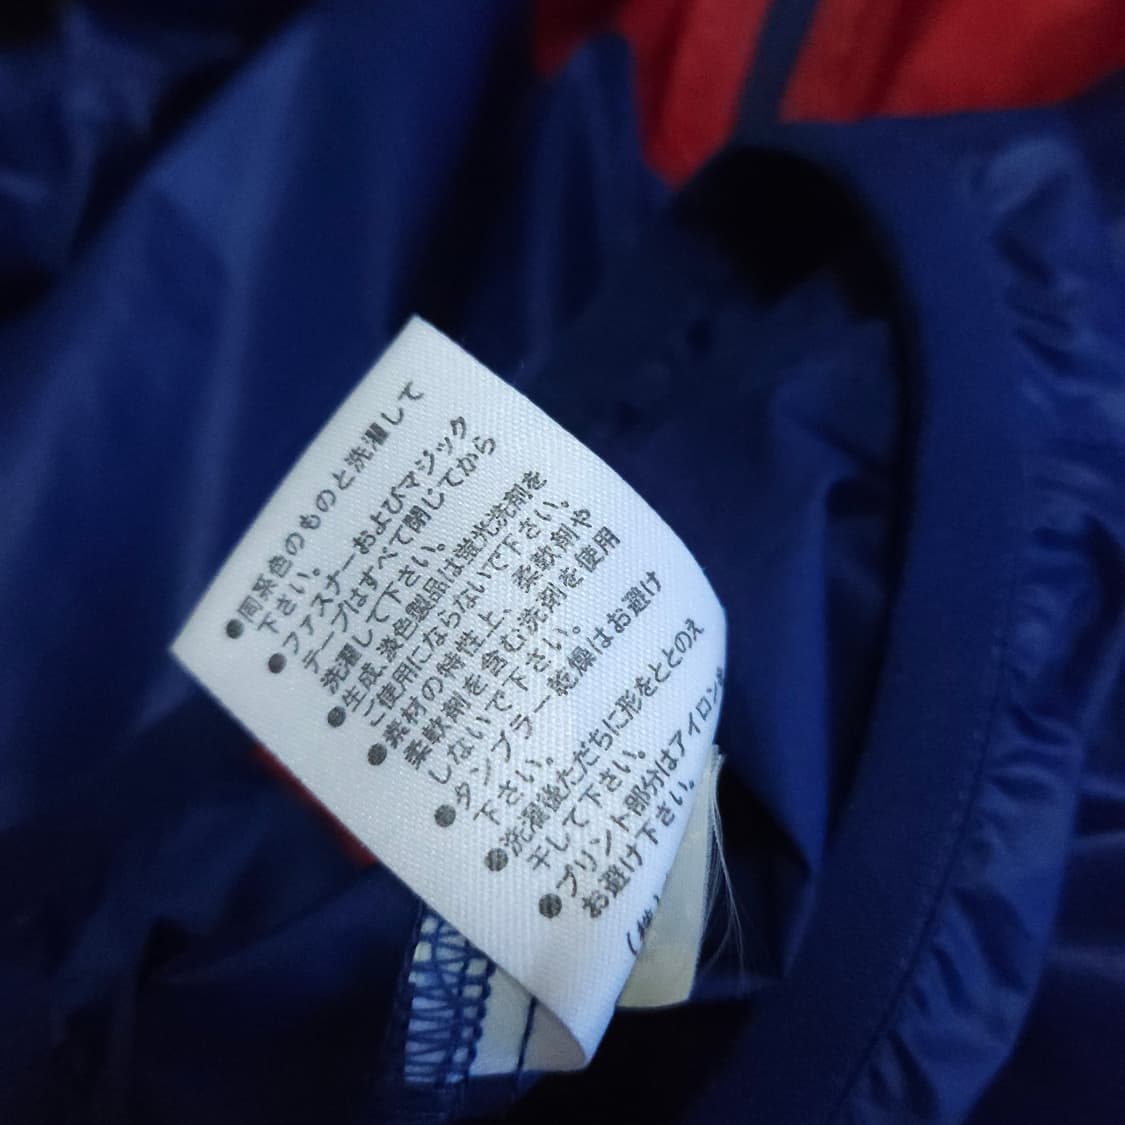 ●同系色のものと洗濯して
下さい。
●ファスナーおよびマジック
テープはすべて閉じてから
洗濯して下さい。
●生成、淡色製品は蛍光洗剤を
ご使用にならないで下さい。
●素材の特性上、柔軟剤や
柔軟剤を含む洗剤を使用
しないで下さい。
●タンブラー乾燥はお避け
下さい。
●洗濯後ただちに形をととのえ
干して下さい。
●プリント部分はアイロン
お避け下さい。